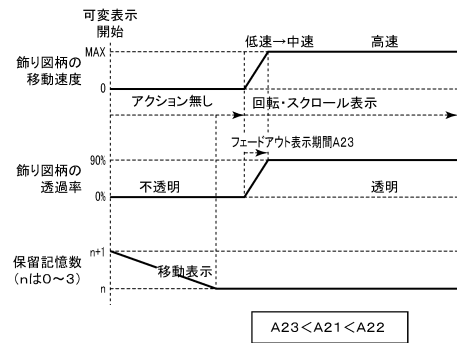 可変表示
開始
低速→中速
高速
MAX
飾り図柄の
移動速度
0
アクション無し
回転・スクロール表示
フェードアウト表示期間A23
90%
飾り図柄の
透過率
不透明
透明
0%
n+1
保留記憶数
(nは0~3)
移動表示
n
A23<A21<A22